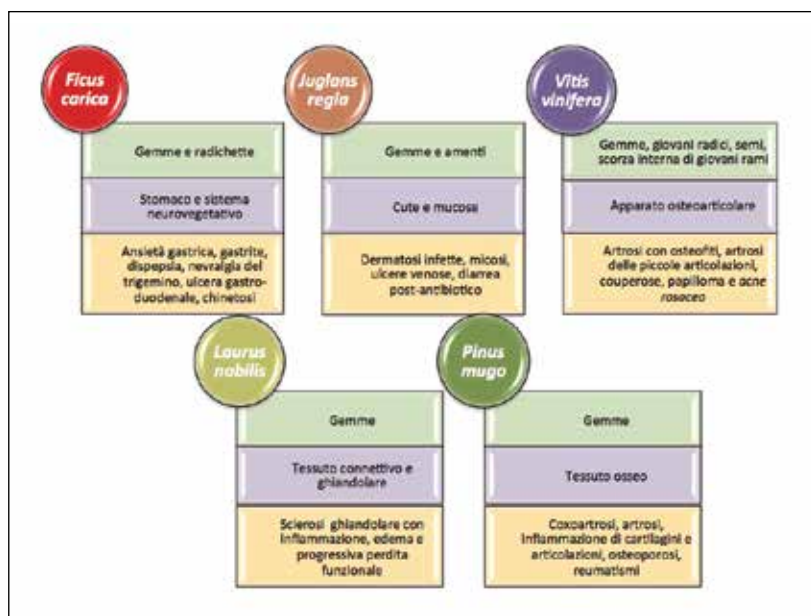 Ficus
carica
Gemme e radichette
Stomaco e sistema
neurovegetativo
Ansietà gastrica, gastrite,
dispepsia, nevralgia del
trigemino, ulcera gastro-
duodenale, chinetosi
Juglans
regia
Gemme e amenti
Cute e mucosa
Dermatosi infette, micosi,
ulcere venose, diarrea
post-antibiotico
Vitis
vinifera
Gemme, giovani radici, semi,
scorza interna di giovani rami
Apparato osteoarticolare
Artrosi con osteofiti, artrosi
delle piccole articolazioni,
couperose, papilloma e acne
rosacea
Laurus
nobilis
Gemme
Tessuto connettivo e
ghiandolare
Sclerosi ghiandolare con
inflammazione, edema e
progressiva perdita
funzionale
Pinus
mugo
Gemme
Tessuto osseo
Coxoartrosi, artrosi,
inflammazione di cartilagini e
articolazioni, osteoporosi,
reumatismi